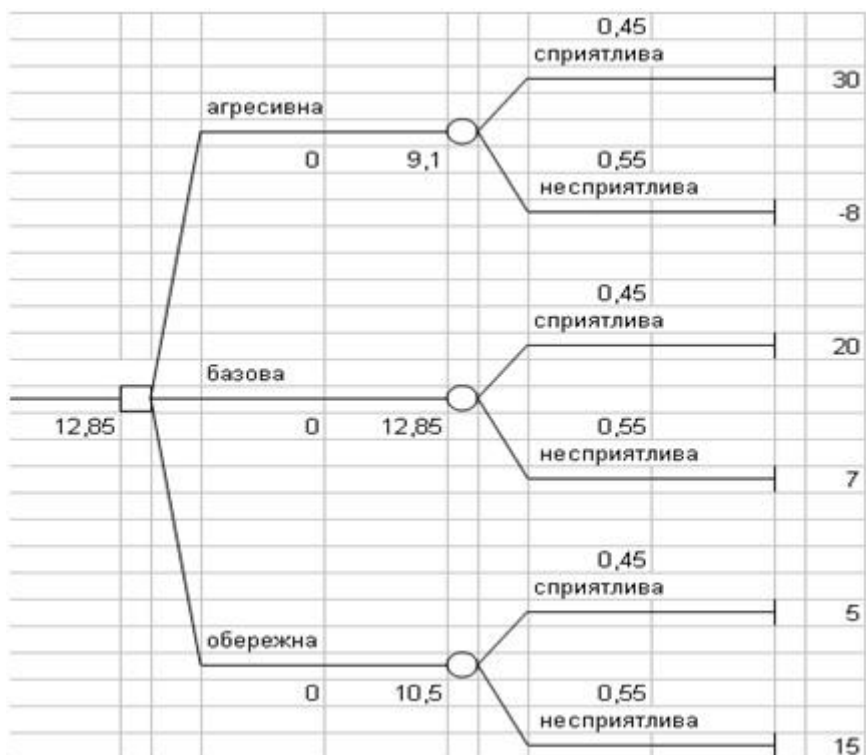 0,45
сприятлива
30
агресивна
0 9,1
0,55
несприятлива
-8
0,45
сприятлива
20
базова
12,85 0 12,85
0,55
несприятлива
7
0,45
сприятлива
5
обережна
0 10,5
0,55
несприятлива
15